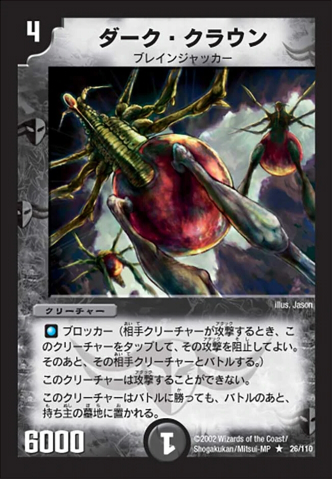 4
ダーク・クラウン
ブレインジャッカー
illus. Jason
クリーチャー
ブロッカー（相手クリーチャーが攻撃するとき、こ
のクリーチャーをタップして、その攻撃を阻止してよい。
そのあと、その相手クリーチャーとバトルする。）
このクリーチャーは攻撃することができない。
このクリーチャーはバトルに勝っても、バトルのあと、
持ち主の墓地に置かれる。
6000
1
©2002 Wizards of the Coast/
Shogakukan/Mitsui-MP ★ 26/110